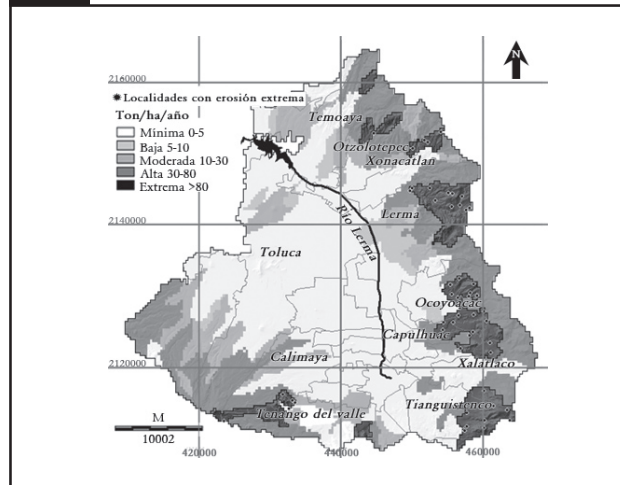 N
2160000
✷ Localidades con erosión extrema
Ton/ha/año
Mínima 0-5
Baja 5-10
Moderada 10-30
Alta 30-80
Extrema >80
Temoaya
Otzolotepec
Xonacatlan
Lerma
Río Lerma
2140000
Toluca
Ocoyoacac
Capulhuac
Xalatlaco
Calimaya
2120000
Tianguistenco
Tenango del valle
M
10002
420000
440000
460000